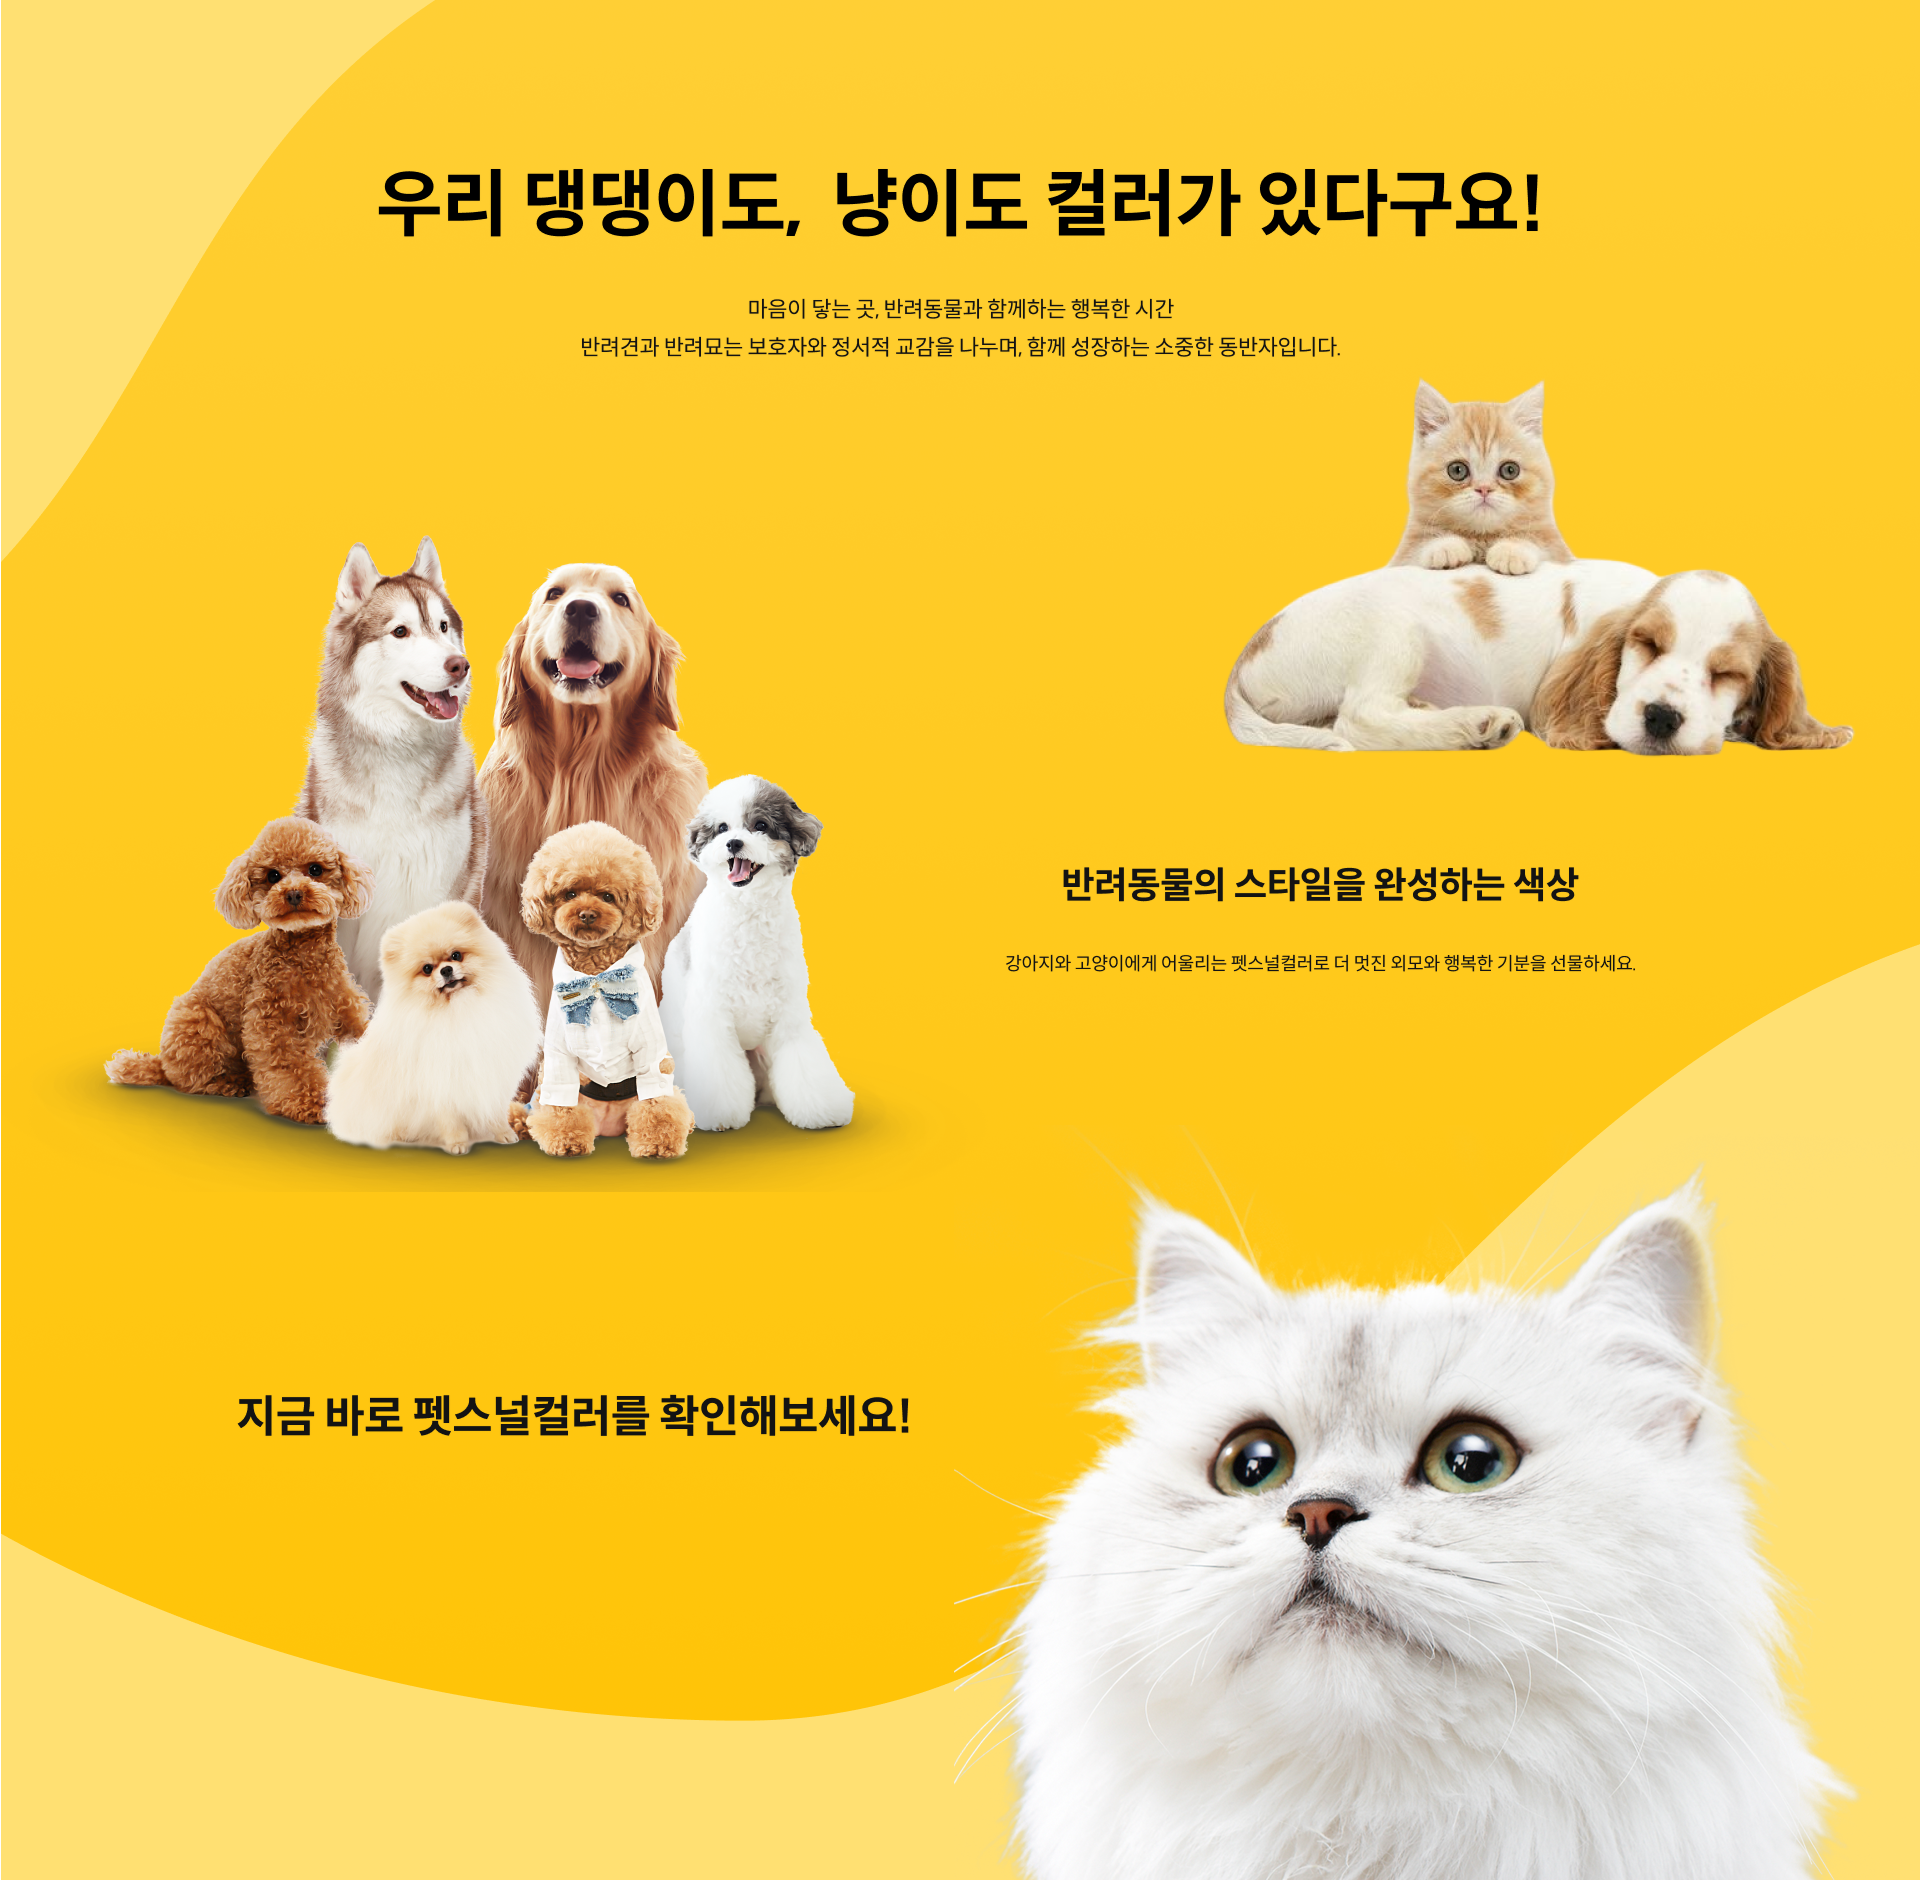 우리 댕댕이도, 냥이도 컬러가 있다구요!
마음이 닿는 곳, 반려동물과 함께하는 행복한 시간
반려견과 반려묘는 보호자와 정서적 교감을 나누며, 함께 성장하는 소중한 동반자입니다.
반려동물의 스타일을 완성하는 색상
강아지와 고양이에게 어울리는 펫스널컬러로 더 멋진 외모와 행복한 기분을 선물하세요.
지금 바로 펫스널컬러를 확인해보세요!